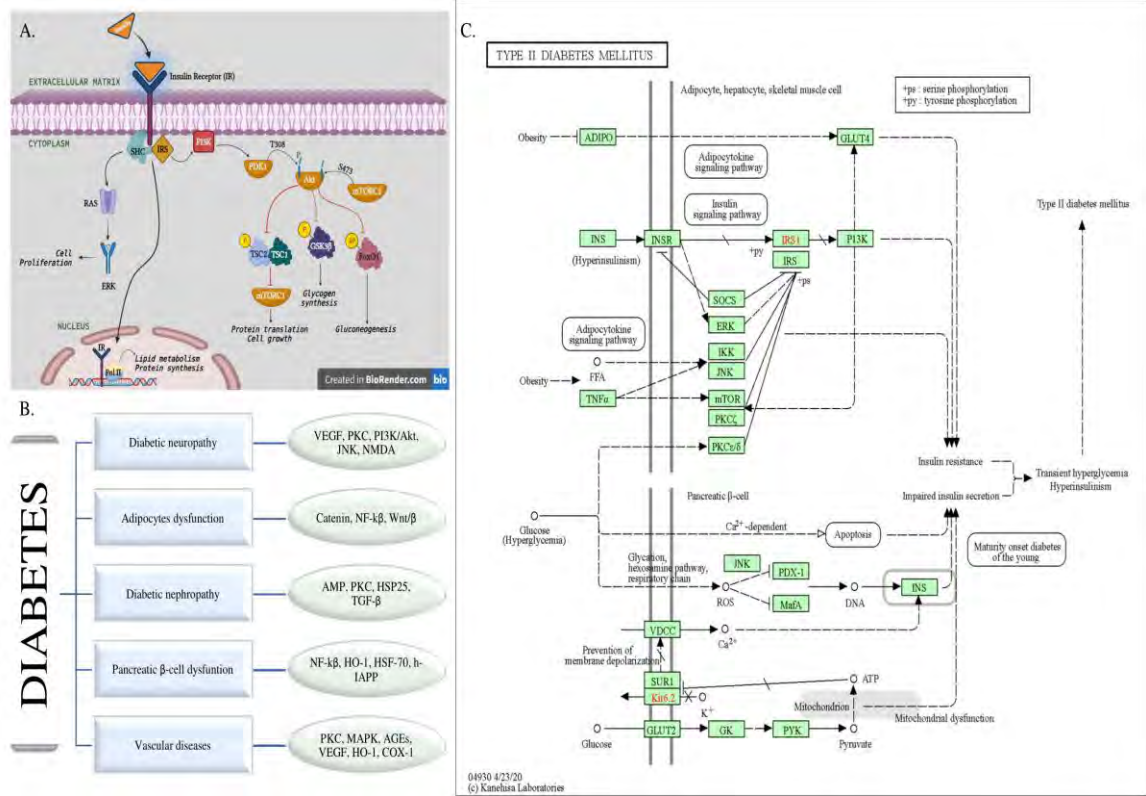 A.
EXTRACELLULAR MATRIX
Insulin Receptor (IR)
CYTOPLASM
SHC
IRS
PI3K
PDK1
T308
P
Akt
S473
mTORC2
RAS
Cell
Proliferation
ERK
P
TSC2
TSC1
P
GSK3β
FoxO1
mTORC1
Glycogen
synthesis
Protein translation
Cell growth
Gluconeogenesis
NUCLEUS
IR
Pol II
Lipid metabolism
Protein synthesis
Created in BioRender.com bio
B.
DIABETES
Diabetic neuropathy
VEGF, PKC, PI3K/Akt,
JNK, NMDA
Adipocytes dysfunction
Catenin, NF-kβ, Wnt/β
Diabetic nephropathy
AMP, PKC, HSP25,
TGF-β
Pancreatic β-cell dysfuntion
NF-kβ, HO-1, HSF-70, h-
IAPP
Vascular diseases
PKC, MAPK, AGEs,
VEGF, HO-1, COX-1
C.
TYPE II DIABETES MELLITUS
Adipocyte, hepatocyte, skeletal muscle cell
+ps : serine phosphorylation
+py : tyrosine phosphorylation
Obesity
ADIPO
GLUT4
Adipocytokine
signaling pathway
Insulin
signaling pathway
Type II diabetes mellitus
INS
(Hyperinsulinism)
INSR
+py
IRS1
IRS
PI3K
+ps
SOCS
ERK
Adipocytokine
signaling pathway
FFA
IKK
JNK
Obesity
TNFα
mTOR
PKCζ
PKCε/δ
Insulin resistance
Transient hyperglycemia
Hyperinsulinism
Impaired insulin secretion
Pancreatic β-cell
Glucose
(Hyperglycemia)
Ca2+-dependent
Apoptosis
Maturity onset diabetes
of the young
Glycation,
hexosamine pathway,
respiratory chain
JNK
ROS
PDX-1
MafA
DNA
INS
VDCC
Ca2+
Prevention of
membrane depolarization
SUR1
Kir6.2
K+
ATP
Mitochondrion
Mitochondrial dysfunction
Glucose
GLUT2
GK
PYK
Pyruvate
04930 4/23/20
(c) Kanehisa Laboratories